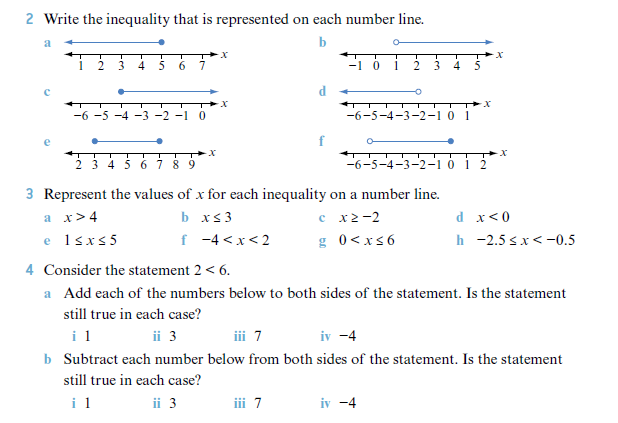 2 Write the inequality that is represented on each number line.
a b
x x
1 2 3 4 5 6 7 -1 0 1 2 3 4 5
c d
x x
-6 -5 -4 -3 -2 -1 0 -6-5-4-3-2-1 0 1
e f
x x
2 3 4 5 6 7 8 9 -6-5-4-3-2-1 0 1 2
3 Represent the values of x for each inequality on a number line.
a x > 4 b x ≤ 3 c x ≥ -2 d x < 0
e 1 ≤ x ≤ 5 f -4 < x < 2 g 0 < x ≤ 6 h -2.5 ≤ x < -0.5
4 Consider the statement 2 < 6.
a Add each of the numbers below to both sides of the statement. Is the statement
still true in each case?
i 1 ii 3 iii 7 iv -4
b Subtract each number below from both sides of the statement. Is the statement
still true in each case?
i 1 ii 3 iii 7 iv -4